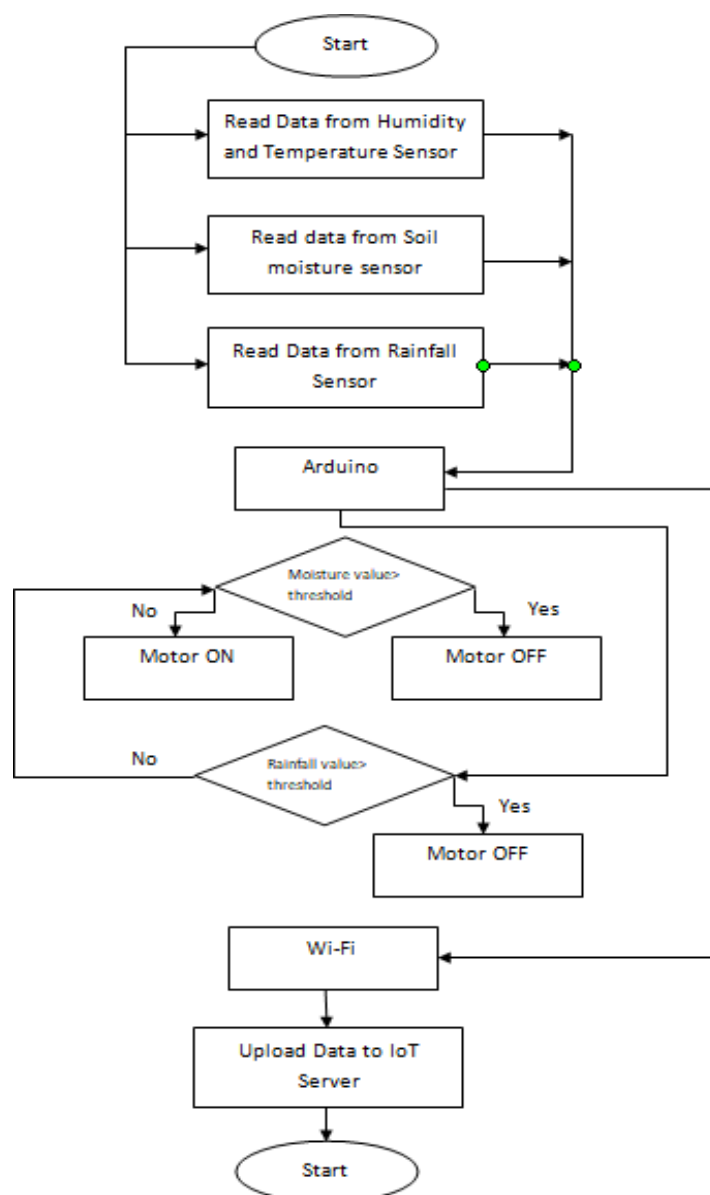 Start
Read Data from Humidity
and Temperature Sensor
Read data from Soil
moisture sensor
Read Data from Rainfall
Sensor
Arduino
Moisture value>
threshold
No
Yes
Motor ON
Motor OFF
No
Rainfall value>
threshold
Yes
Motor OFF
Wi-Fi
Upload Data to IoT
Server
Start